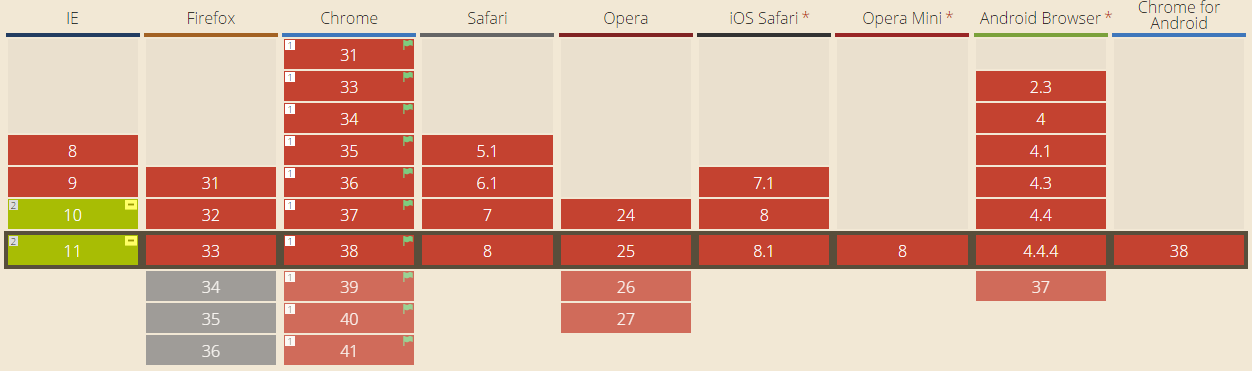 IE Firefox Chrome Safari Opera iOS Safari * Opera Mini * Android Browser * Chrome for Android
1 31
1 33 2.3
1 34 4
8 1 35 5.1 4.1
9 31 1 36 6.1 7.1 4.3
2 10 32 1 37 7 24 8 4.4
2 11 33 1 38 8 25 8.1 8 4.4.4 38
34 1 39 26 37
35 1 40 27
36 1 41